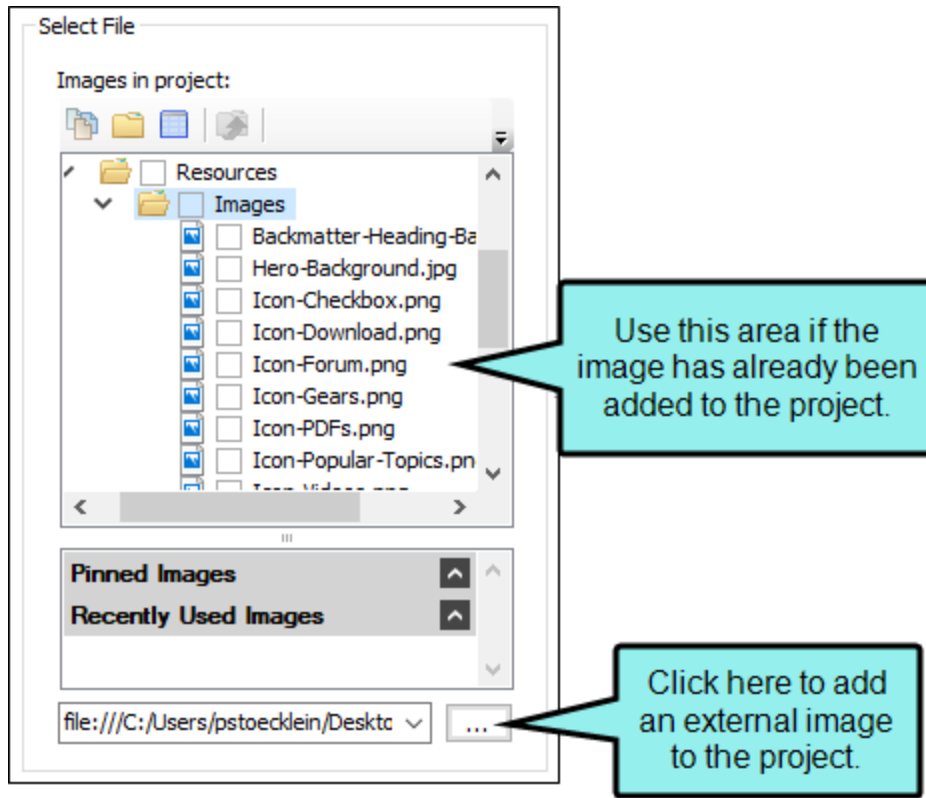 Select File
Images in project:
Resources
Images
Backmatter-Heading-Ba
Hero-Background.jpg
Icon-Checkbox.png
Icon-Download.png
Icon-Forum.png
Icon-Gears.png
Icon-PDFs.png
Icon-Popular-Topics.pn
Use this area if the
image has already been
added to the project.
Pinned Images
Recently Used Images
file:///C:/Users/pstoecklein/Deskto
...
Click here to add
an external image
to the project.